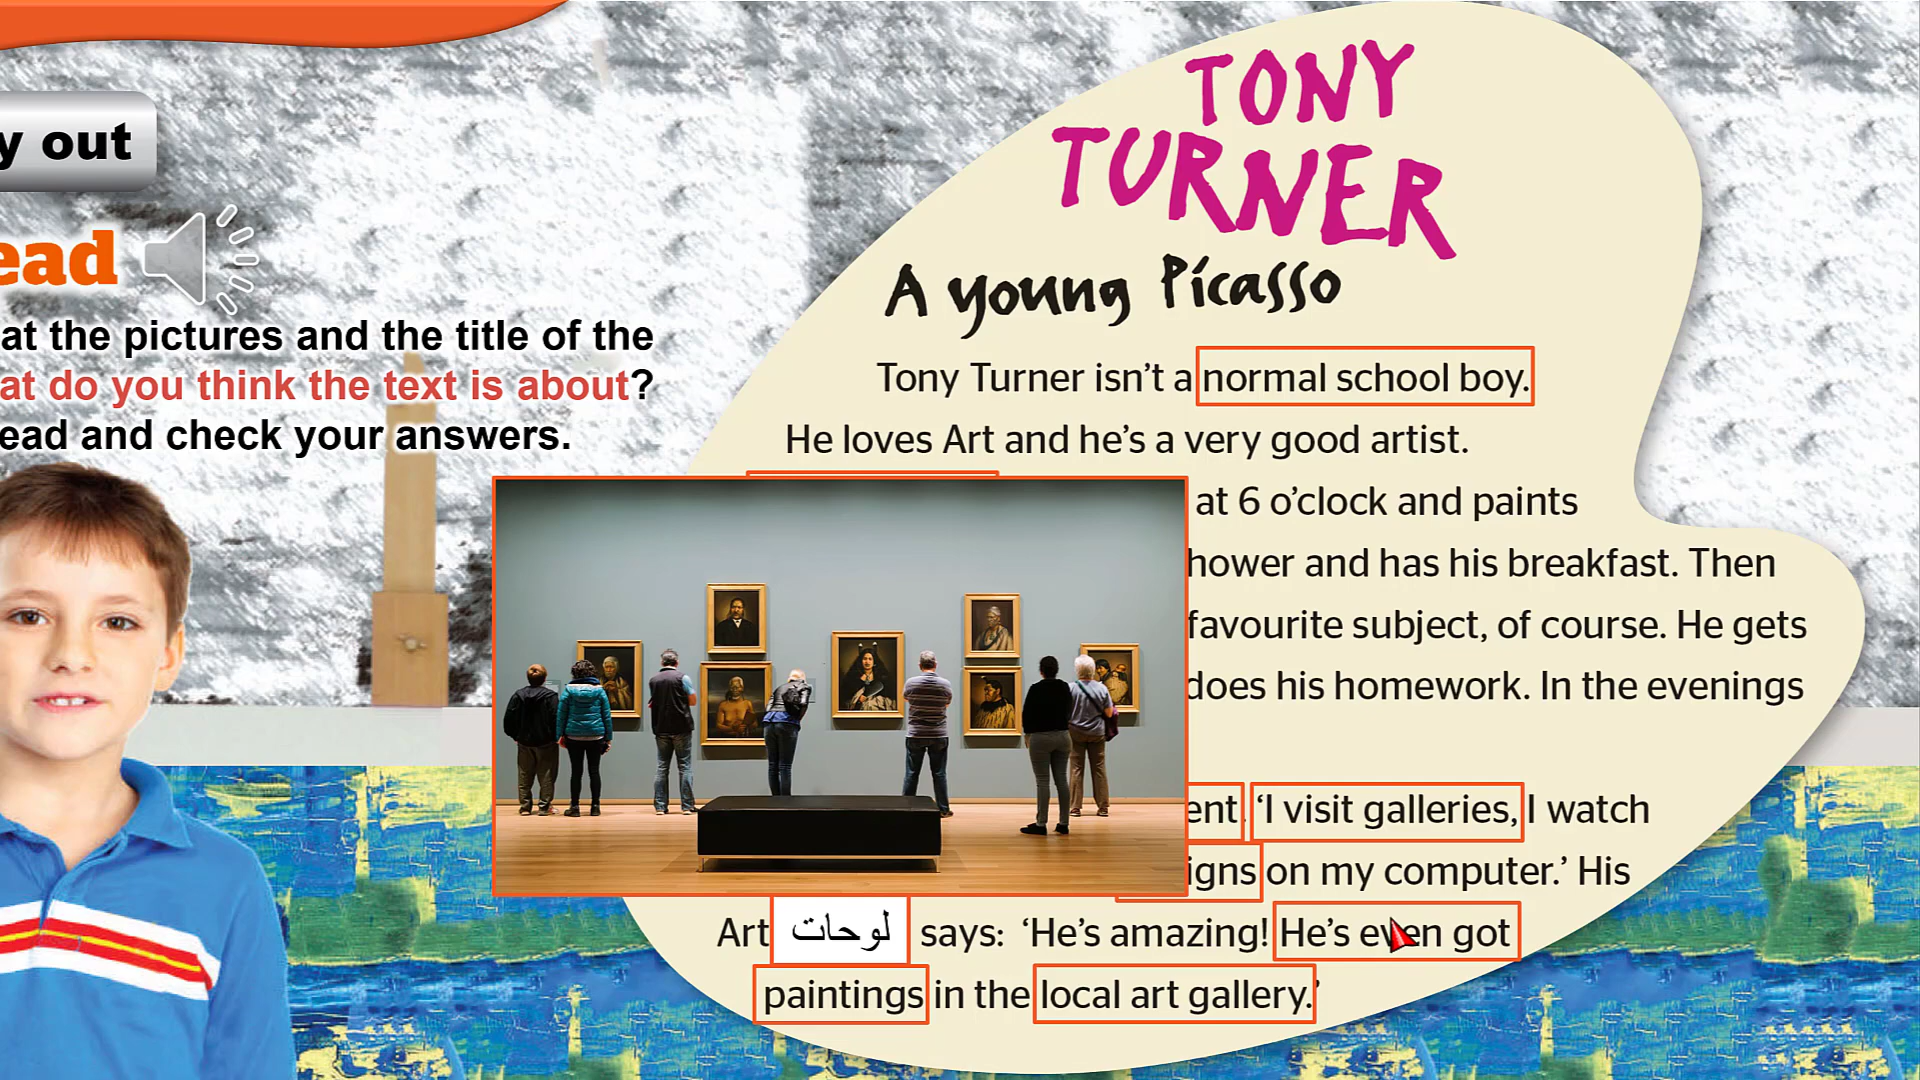 y out
ead
at the pictures and the title of the
at do you think the text is about?
ead and check your answers.
TONY
TURNER
A young Picasso
Tony Turner isn't a normal school boy.
He loves Art and he's a very good artist.
at 6 o'clock and paints
hower and has his breakfast. Then
favourite subject, of course. He gets
does his homework. In the evenings
ent. 'I visit galleries, I watch
igns on my computer.' His
Art لوحات says: 'He's amazing! He's even got
paintings in the local art gallery.'